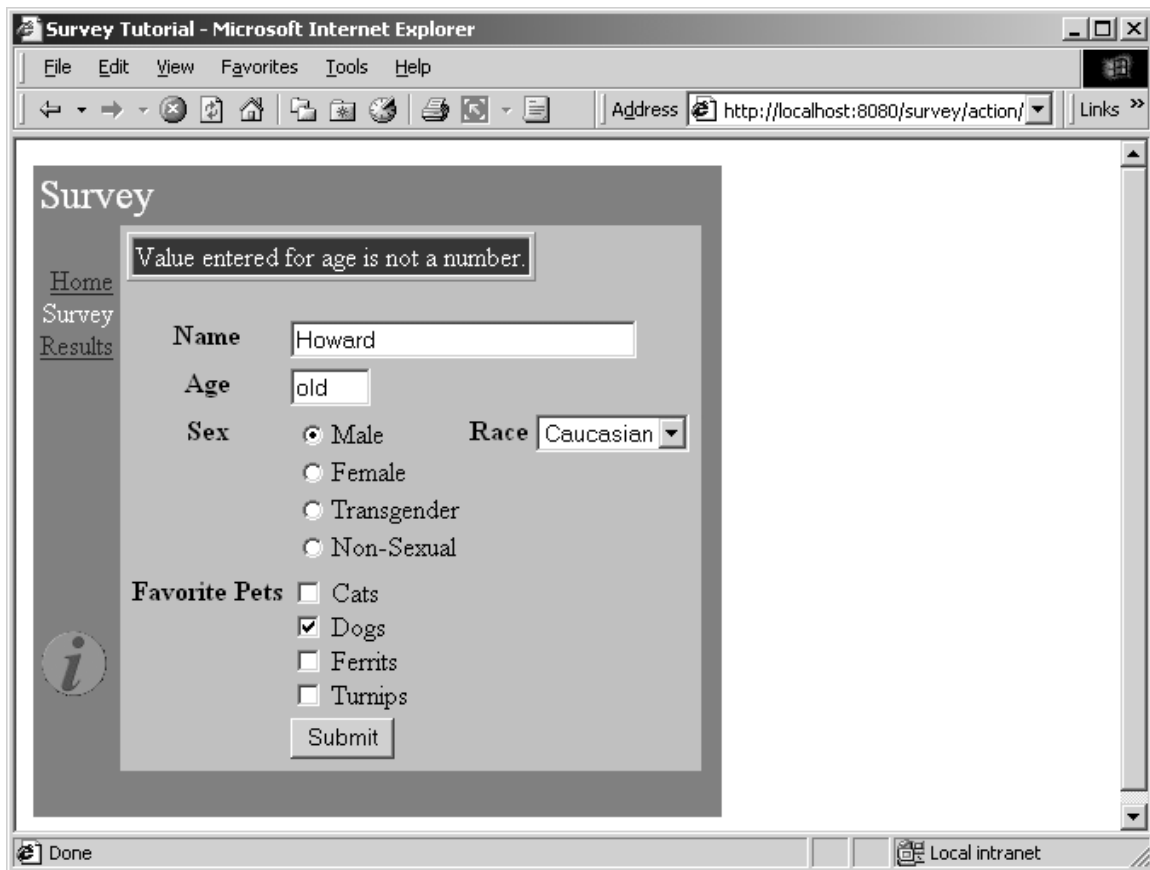 Survey Tutorial - Microsoft Internet Explorer
File Edit View Favorites Tools Help
Address http://localhost:8080/survey/action/ Links »
Survey
Value entered for age is not a number.
Home
Survey
Results
Name Howard
Age old
Sex Male Race Caucasian
Female
Transgender
Non-Sexual
Favorite Pets Cats
Dogs
Ferrits
Turnips
Submit
i
Done Local intranet